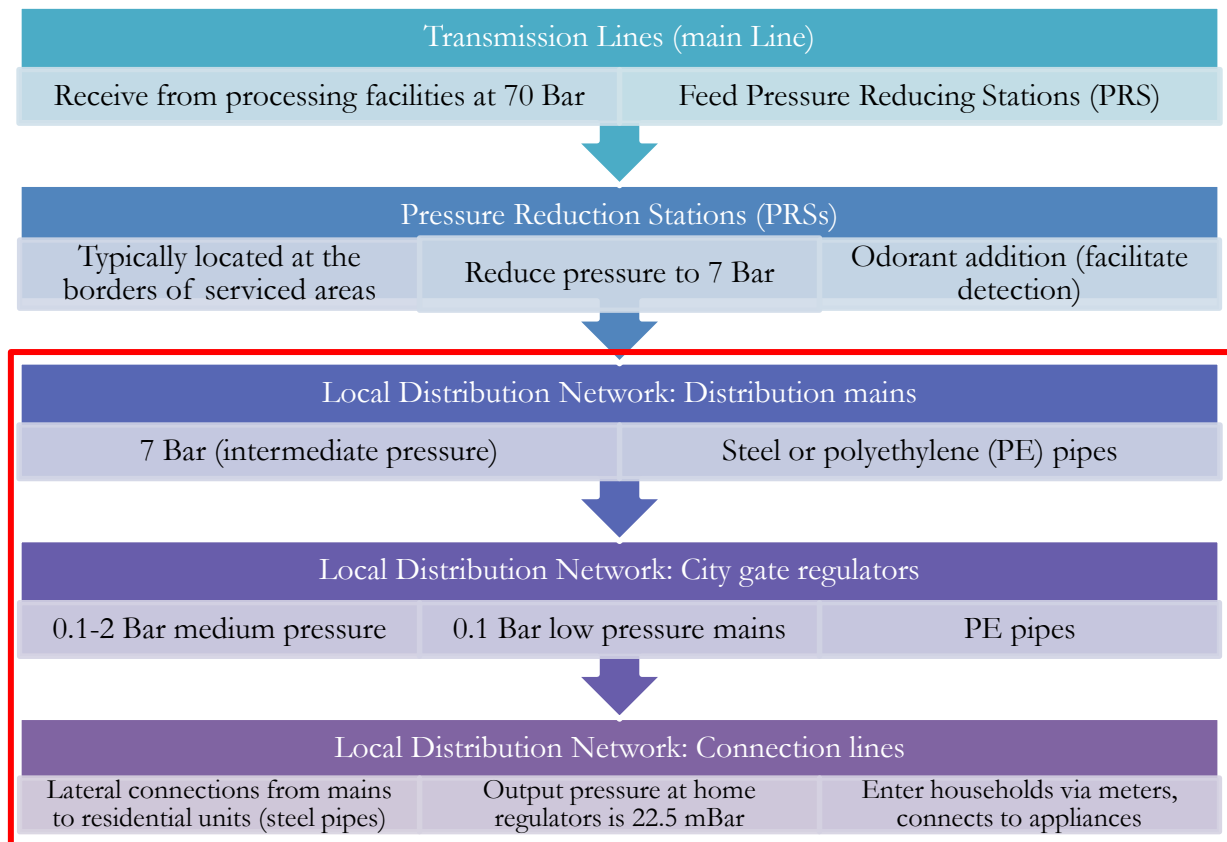 Transmission Lines (main Line)
Receive from processing facilities at 70 Bar
Feed Pressure Reducing Stations (PRS)
Pressure Reduction Stations (PRSs)
Typically located at the
borders of serviced areas
Reduce pressure to 7 Bar
Odorant addition (facilitate
detection)
Local Distribution Network: Distribution mains
7 Bar (intermediate pressure)
Steel or polyethylene (PE) pipes
Local Distribution Network: City gate regulators
0.1-2 Bar medium pressure
0.1 Bar low pressure mains
PE pipes
Local Distribution Network: Connection lines
Lateral connections from mains
to residential units (steel pipes)
Output pressure at home
regulators is 22.5 mBar
Enter households via meters,
connects to appliances